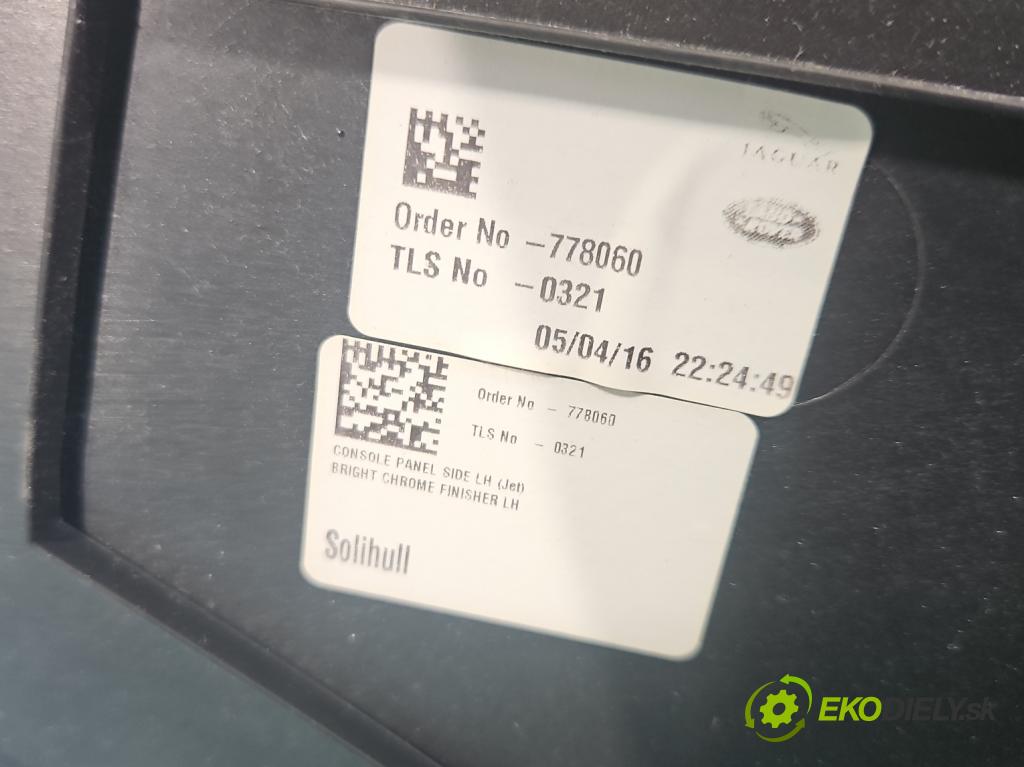 JAGUAR
Order No -778060
TLS No -0321
05/04/16 22:24:49
Order No - 778060
TLS No - 0321
CONSOLE PANEL SIDE LH (Jet)
BRIGHT CHROME FINISHER LH
Solihull
EKODIELY.sk